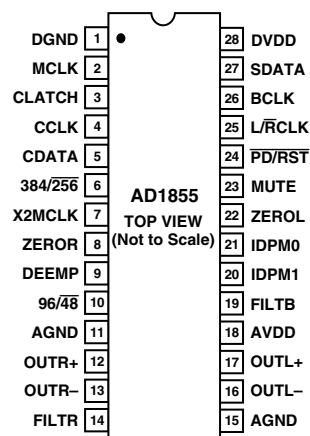 DGND 1 28 DVDD
MCLK 2 27 SDATA
CLATCH 3 26 BCLK
CCLK 4 25 L/R̅CLK
CDATA 5 24 P̅D̅/R̅S̅T̅
384/2̅5̅6̅ 6 23 MUTE
X2MCLK 7 22 ZEROL
ZEROR 8 21 IDPM0
DEEMP 9 20 IDPM1
96/4̅8̅ 10 19 FILTB
AGND 11 18 AVDD
OUTR+ 12 17 OUTL+
OUTR– 13 16 OUTL–
FILTR 14 15 AGND
AD1855
TOP VIEW
(Not to Scale)